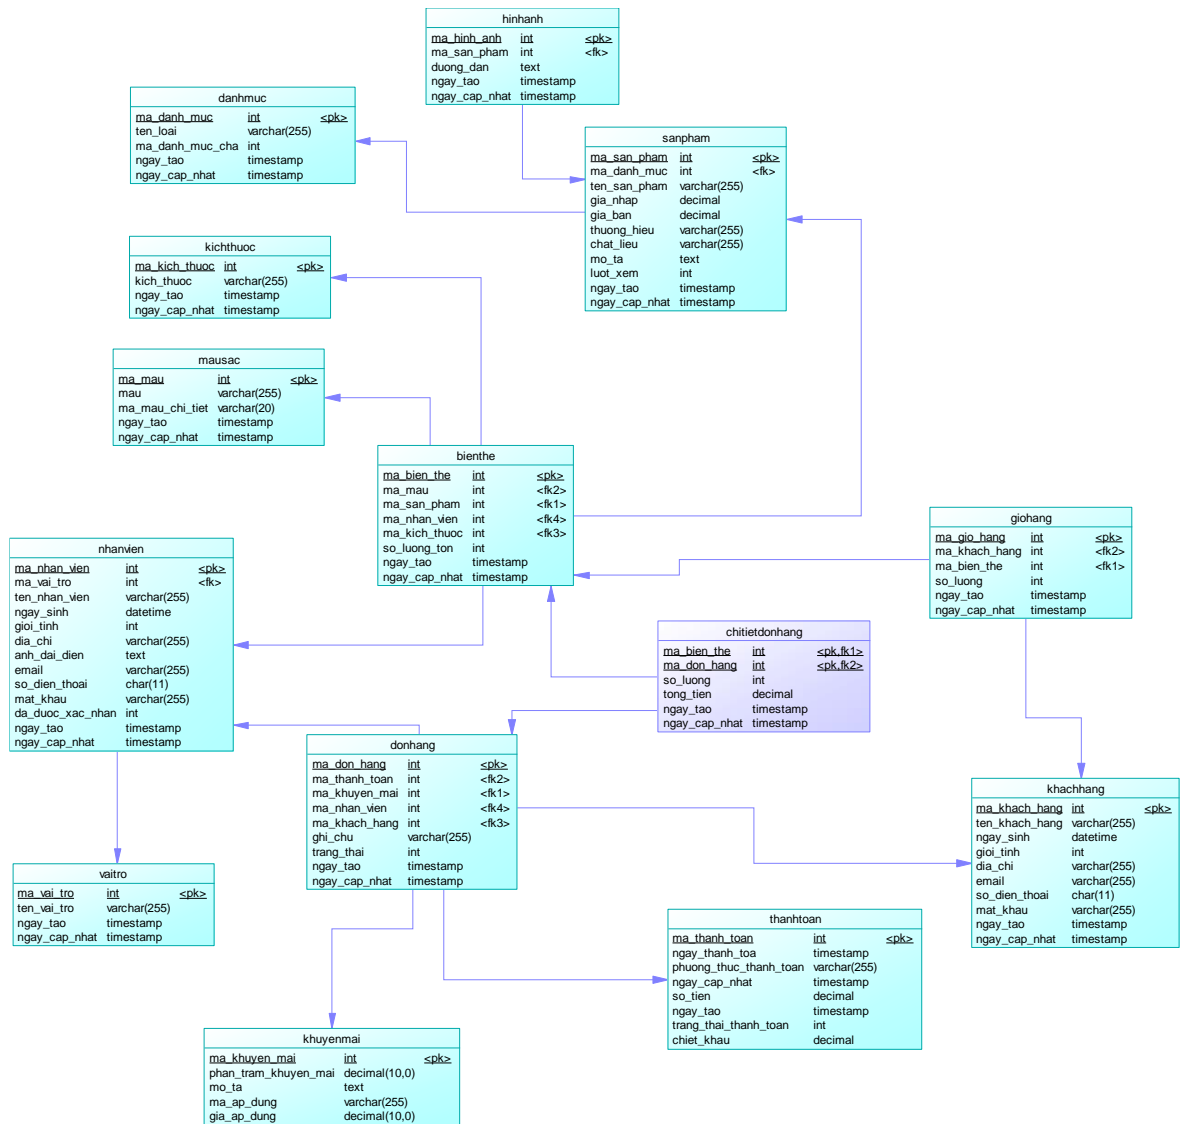 hinhanh
ma_hinh_anh int <pk>
ma_san_pham int <fk>
duong_dan text
ngay_tao timestamp
ngay_cap_nhat timestamp
danhmuc
ma_danh_muc int <pk>
ten_loai varchar(255)
ma_danh_muc_cha int
ngay_tao timestamp
ngay_cap_nhat timestamp
sanpham
ma_san_pham int <pk>
ma_danh_muc int <fk>
ten_san_pham varchar(255)
gia_nhap decimal
gia_ban decimal
thuong_hieu varchar(255)
chat_lieu varchar(255)
mo_ta text
luot_xem int
ngay_tao timestamp
ngay_cap_nhat timestamp
kichthuoc
ma_kich_thuoc int <pk>
kich_thuoc varchar(255)
ngay_tao timestamp
ngay_cap_nhat timestamp
mausac
ma_mau int <pk>
mau varchar(255)
ma_mau_chi_tiet varchar(20)
ngay_tao timestamp
ngay_cap_nhat timestamp
bienthe
ma_bien_the int <pk>
ma_mau int <fk2>
ma_san_pham int <fk1>
ma_nhan_vien int <fk4>
ma_kich_thuoc int <fk3>
so_luong_ton int
ngay_tao timestamp
ngay_cap_nhat timestamp
giohang
ma_gio_hang int <pk>
ma_khach_hang int <fk2>
ma_bien_the int <fk1>
so_luong int
ngay_tao timestamp
ngay_cap_nhat timestamp
nhanvien
ma_nhan_vien int <pk>
ma_vai_tro int <fk>
ten_nhan_vien varchar(255)
ngay_sinh datetime
gioi_tinh int
dia_chi varchar(255)
anh_dai_dien text
email varchar(255)
so_dien_thoai char(11)
mat_khau varchar(255)
da_duoc_xac_nhan int
ngay_tao timestamp
ngay_cap_nhat timestamp
chitietdonhang
ma_bien_the int <pk,fk1>
ma_don_hang int <pk,fk2>
so_luong int
tong_tien decimal
ngay_tao timestamp
ngay_cap_nhat timestamp
donhang
ma_don_hang int <pk>
ma_thanh_toan int <fk2>
ma_khuyen_mai int <fk1>
ma_nhan_vien int <fk4>
ma_khach_hang int <fk3>
ghi_chu varchar(255)
trang_thai int
ngay_tao timestamp
ngay_cap_nhat timestamp
khachhang
ma_khach_hang int <pk>
ten_khach_hang varchar(255)
ngay_sinh datetime
gioi_tinh int
dia_chi varchar(255)
email varchar(255)
so_dien_thoai char(11)
mat_khau varchar(255)
ngay_tao timestamp
ngay_cap_nhat timestamp
vaitro
ma_vai_tro int <pk>
ten_vai_tro varchar(255)
ngay_tao timestamp
ngay_cap_nhat timestamp
thanhtoan
ma_thanh_toan int <pk>
ngay_thanh_toa timestamp
phuong_thuc_thanh_toan varchar(255)
ngay_cap_nhat timestamp
so_tien decimal
ngay_tao timestamp
trang_thai_thanh_toan int
chiet_khau decimal
khuyenmai
ma_khuyen_mai int <pk>
phan_tram_khuyen_mai decimal(10,0)
mo_ta text
ma_ap_dung varchar(255)
gia_ap_dung decimal(10,0)